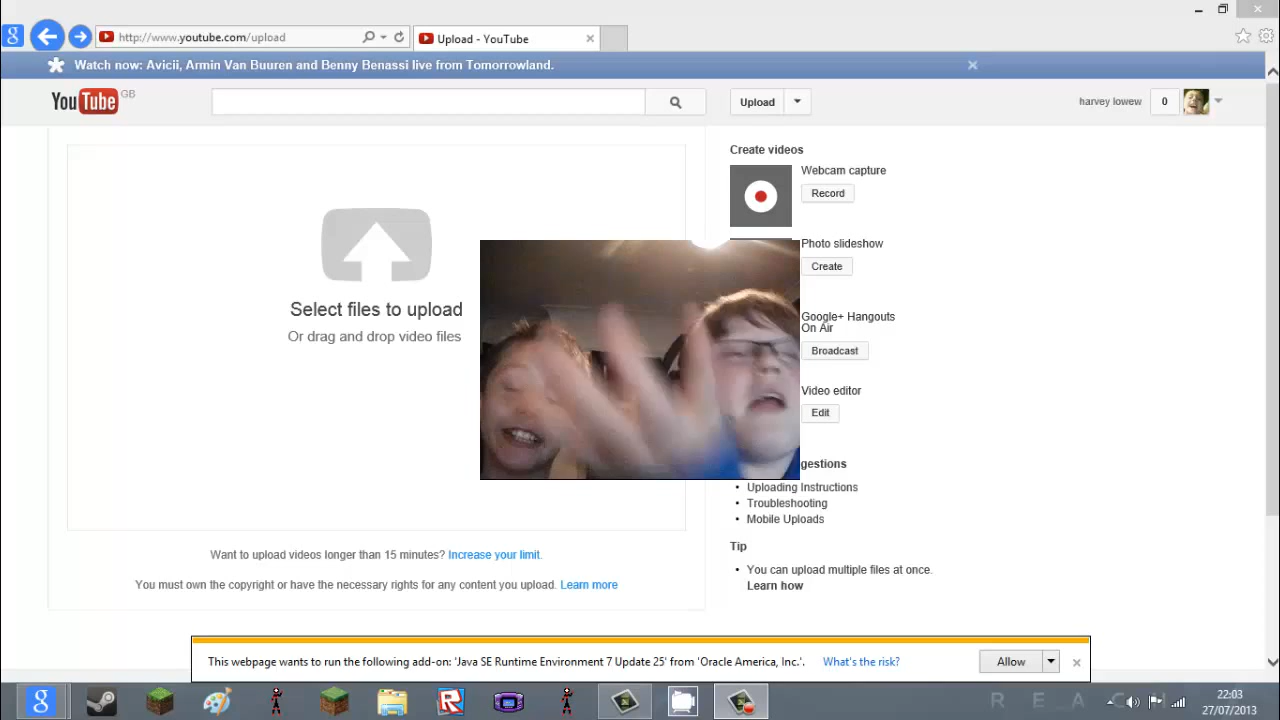 http://www.youtube.com/upload
Upload - YouTube
Watch now: Avicii, Armin Van Buuren and Benny Benassi live from Tomorrowland.
YouTube GB
Upload
harvey lowew
0
Create videos
Webcam capture
Record
Photo slideshow
Create
Select files to upload
Or drag and drop video files
Google+ Hangouts
On Air
Broadcast
Video editor
Edit
gestions
Uploading Instructions
Troubleshooting
Mobile Uploads
Tip
You can upload multiple files at once.
Learn how
Want to upload videos longer than 15 minutes? Increase your limit.
You must own the copyright or have the necessary rights for any content you upload. Learn more
This webpage wants to run the following add-on: 'Java SE Runtime Environment 7 Update 25' from 'Oracle America, Inc.'. What's the risk?
Allow
22:03
27/07/2013